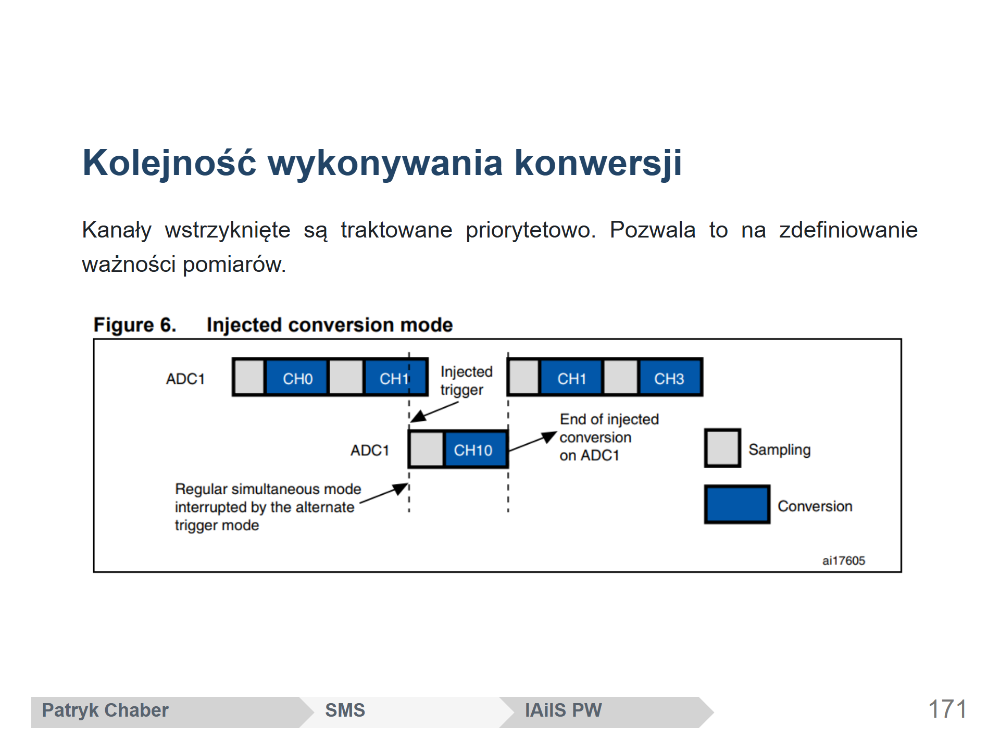 Kolejność wykonywania konwersji
Kanały wstrzyknięte są traktowane priorytetowo. Pozwala to na zdefiniowanie
ważności pomiarów.
Figure 6. Injected conversion mode
ADC1
CH0
CH1
Injected
trigger
CH1
CH3
ADC1
CH10
End of injected
conversion
on ADC1
Sampling
Regular simultaneous mode
interrupted by the alternate
trigger mode
Conversion
ai17605
Patryk Chaber
SMS
IAiIS PW
171